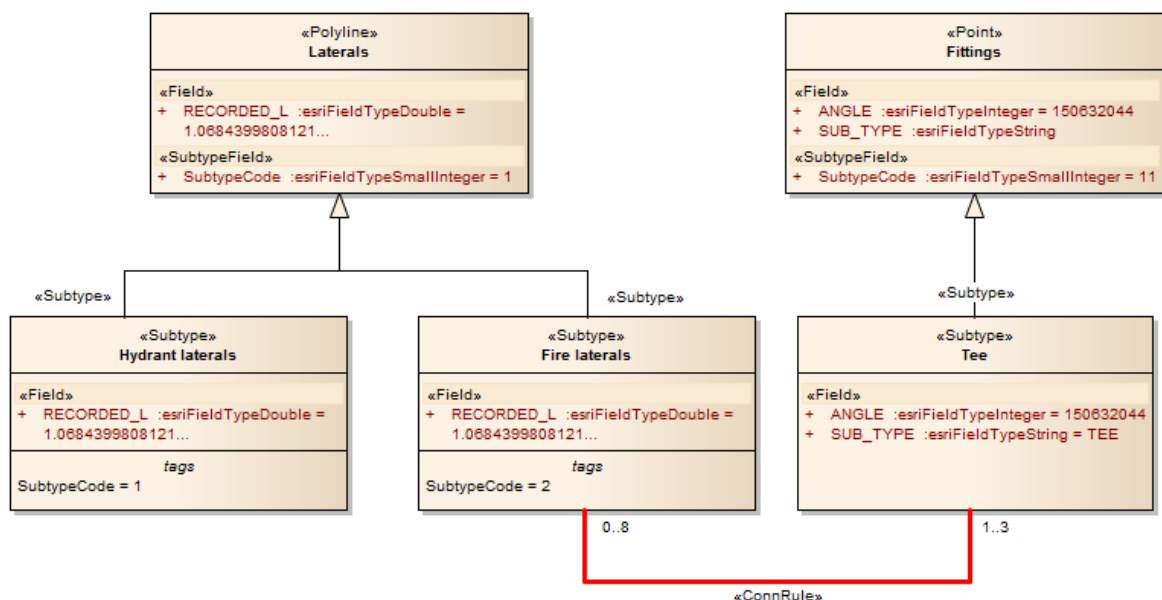 «Polyline»
Laterals
«Field»
+ RECORDED_L :esriFieldTypeDouble =
1.0684399808121...
«SubtypeField»
+ SubtypeCode :esriFieldTypeSmallInteger = 1
«Point»
Fittings
«Field»
+ ANGLE :esriFieldTypeInteger = 150632044
+ SUB_TYPE :esriFieldTypeString
«SubtypeField»
+ SubtypeCode :esriFieldTypeSmallInteger = 11
«Subtype»
«Subtype»
«Subtype»
«Subtype»
Hydrant laterals
«Field»
+ RECORDED_L :esriFieldTypeDouble =
1.0684399808121...
tags
SubtypeCode = 1
«Subtype»
Fire laterals
«Field»
+ RECORDED_L :esriFieldTypeDouble =
1.0684399808121...
tags
SubtypeCode = 2
«Subtype»
Tee
«Field»
+ ANGLE :esriFieldTypeInteger = 150632044
+ SUB_TYPE :esriFieldTypeString = TEE
0..8
1..3
«ConnRule»